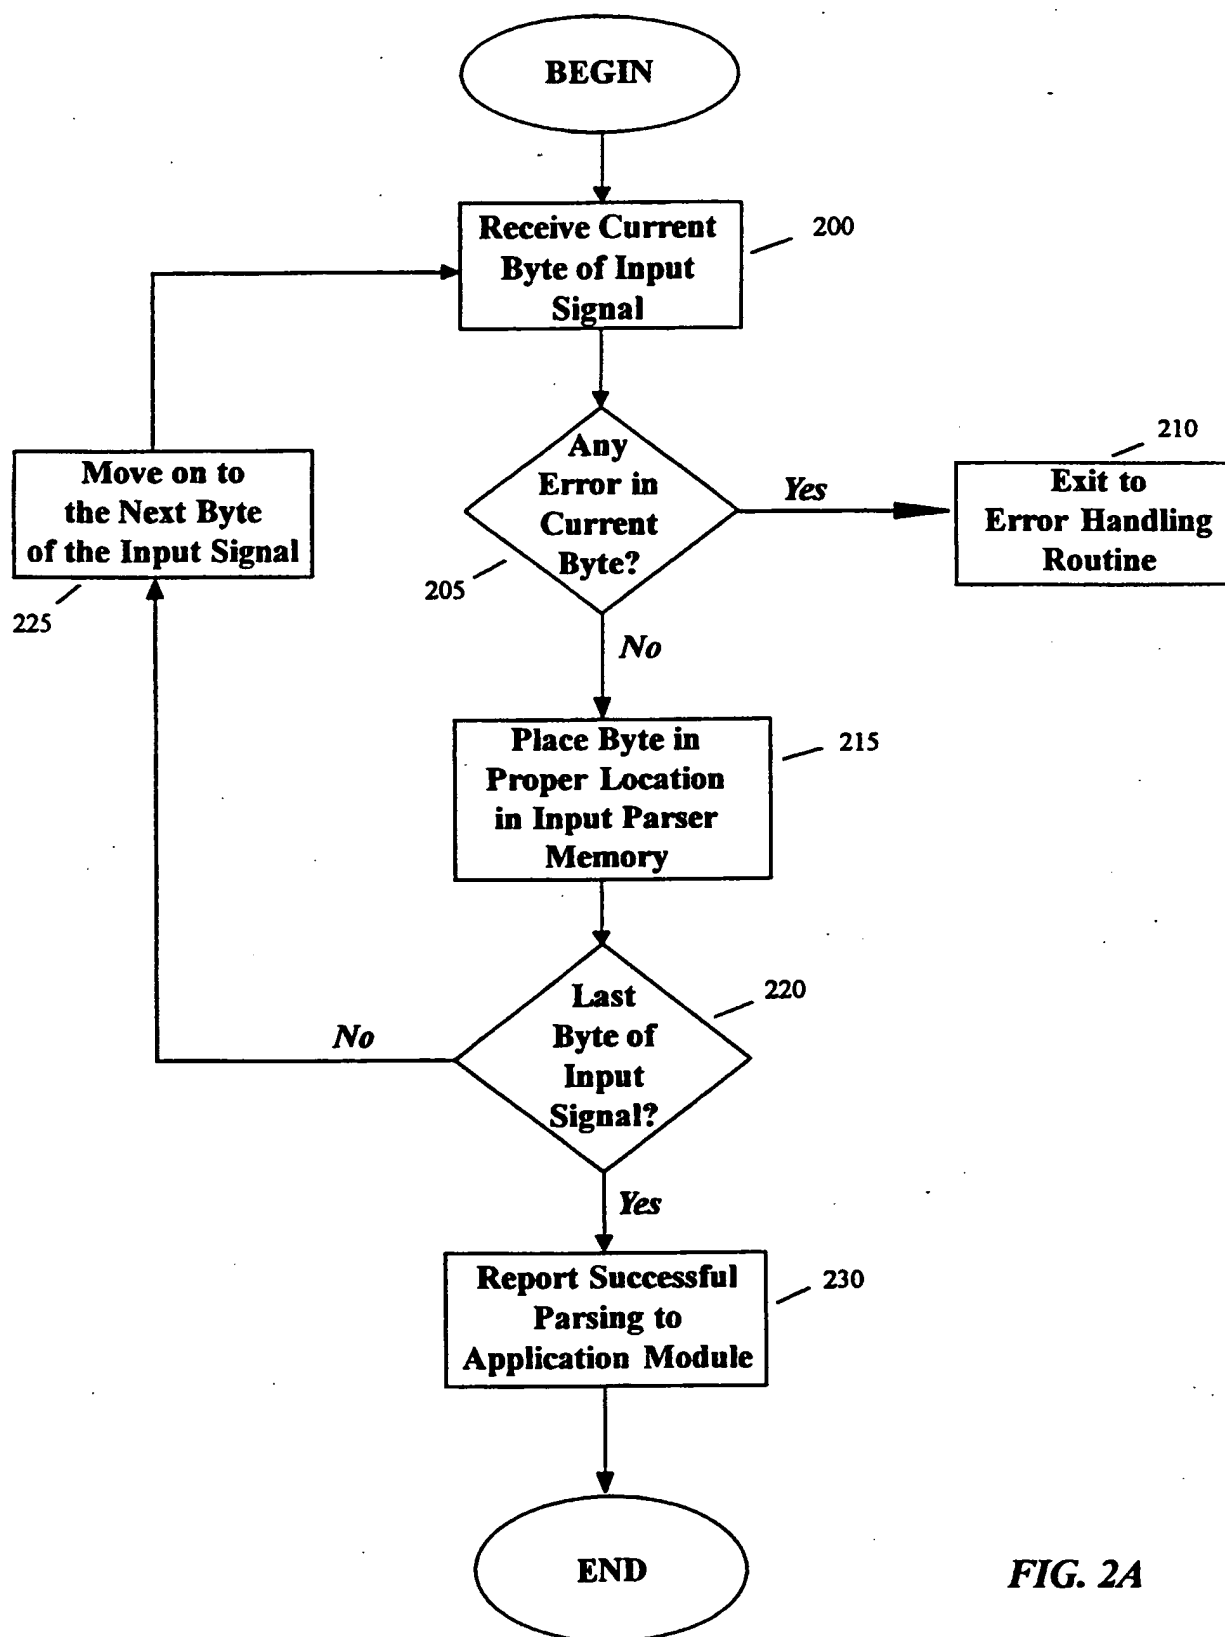 BEGIN
Receive Current
Byte of Input
Signal
200
Any
Error in
Current
Byte?
205
Yes
210
Exit to
Error Handling
Routine
Move on to
the Next Byte
of the Input Signal
225
No
Place Byte in
Proper Location
in Input Parser
Memory
215
Last
Byte of
Input
Signal?
220
No
Yes
Report Successful
Parsing to
Application Module
230
END
FIG. 2A